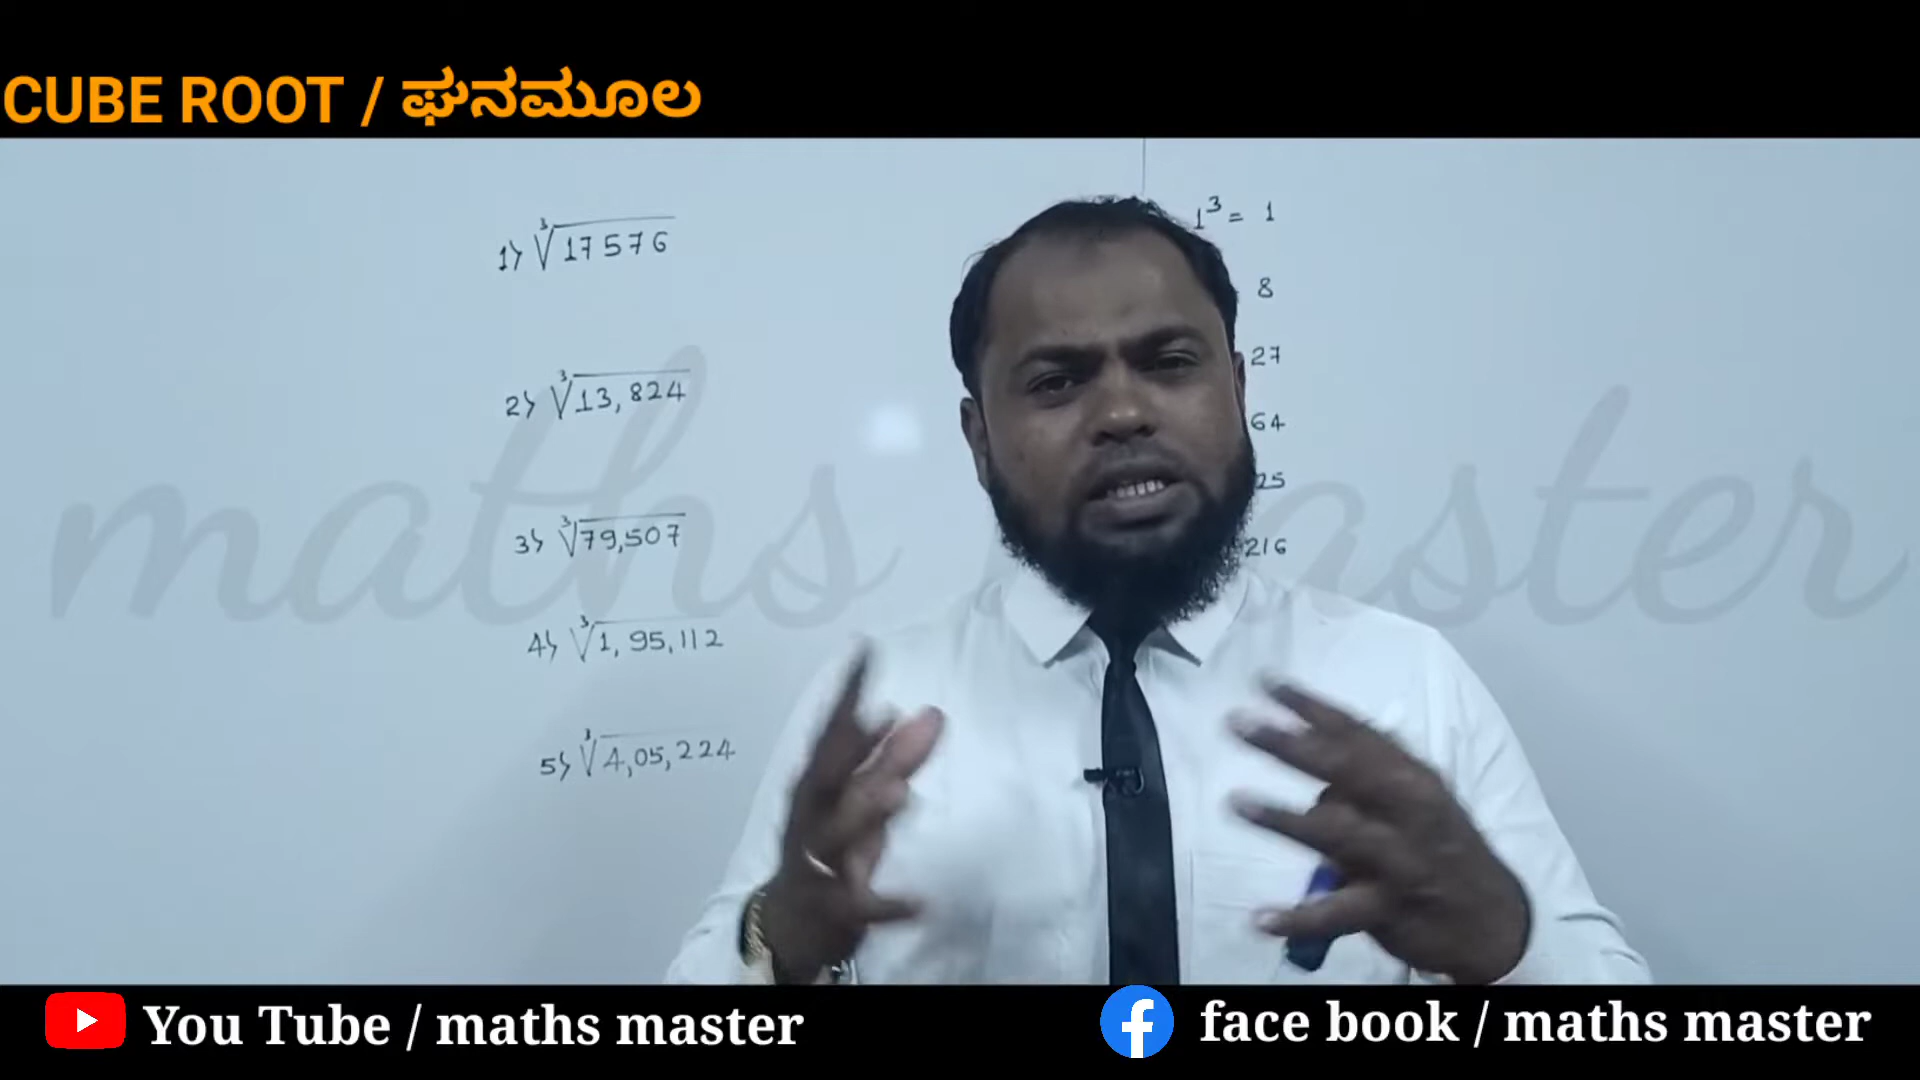 CUBE ROOT / ಘನಮೂಲ
1) ∛17576
2) ∛13,824
3) ∛79,507
4) ∛1,95,112
5) ∛4,05,224
1³ = 1
8
27
64
25
216
maths master
You Tube / maths master
face book / maths master